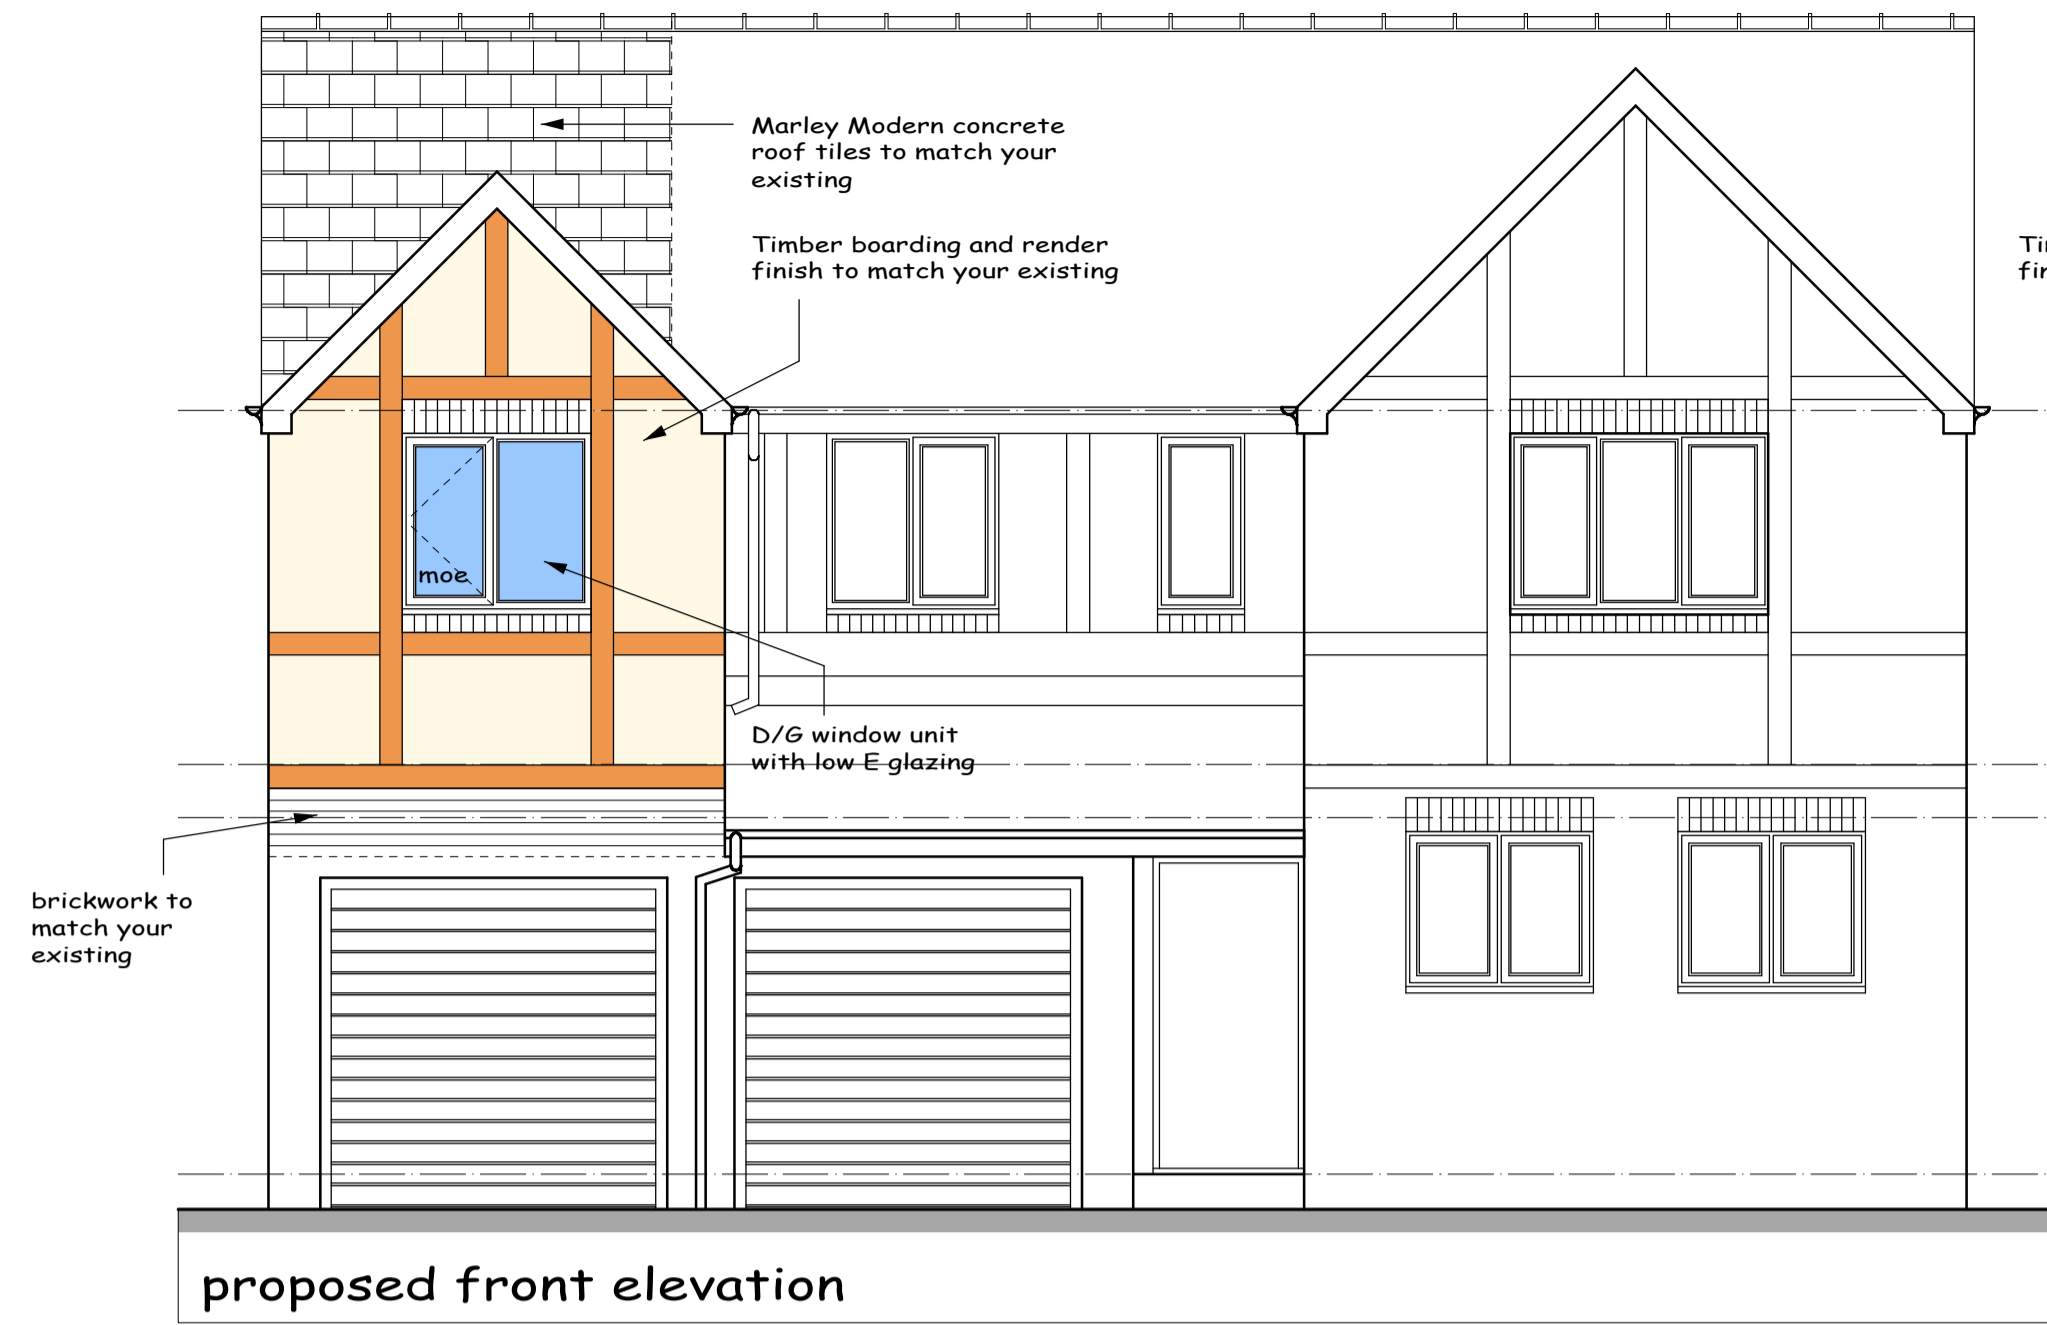 Marley Modern concrete
roof tiles to match your
existing
Timber boarding and render
finish to match your existing
moe
D/G window unit
with low E glazing
brickwork to
match your
existing
proposed front elevation